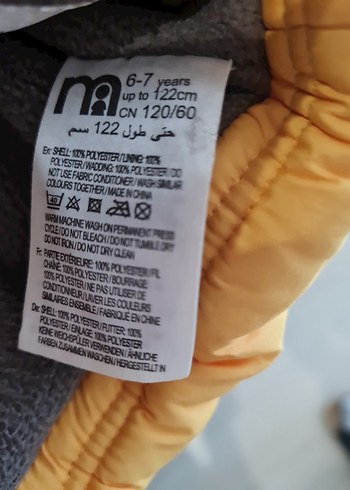 m
6-7 years
up to 122cm
CN 120/60
حتى طول 122 سم
En: SHELL: 100% POLYESTER / LINING: 100%
POLYESTER / WADDING: 100% POLYESTER / DO
NOT USE FABRIC CONDITIONER / WASH SIMILAR
COLOURS TOGETHER / MADE IN CHINA
40
WARM MACHINE WASH ON PERMANENT PRESS
CYCLE / DO NOT BLEACH / DO NOT TUMBLE DRY
DO NOT IRON / DO NOT DRY CLEAN
Fr: PARTIE EXTÉRIEURE: 100% POLYESTER / FIL
CHAÎNE: 100% POLYESTER / BOURRAGE:
100% POLYESTER / NE PAS UTILISER DE
CONDITIONNEUR / LAVER LES COULEURS
SIMILAIRES ENSEMBLE / FABRIQUÉ EN CHINE
De: SHELL: 100% POLYESTER / FUTTER: 100%
POLYESTER / EINLAGE: 100% POLYESTER
KEINE WEICHSPÜLER VERWENDEN / ÄHNLICHE
FARBEN ZUSAMMEN WASCHEN / HERGESTELLT IN